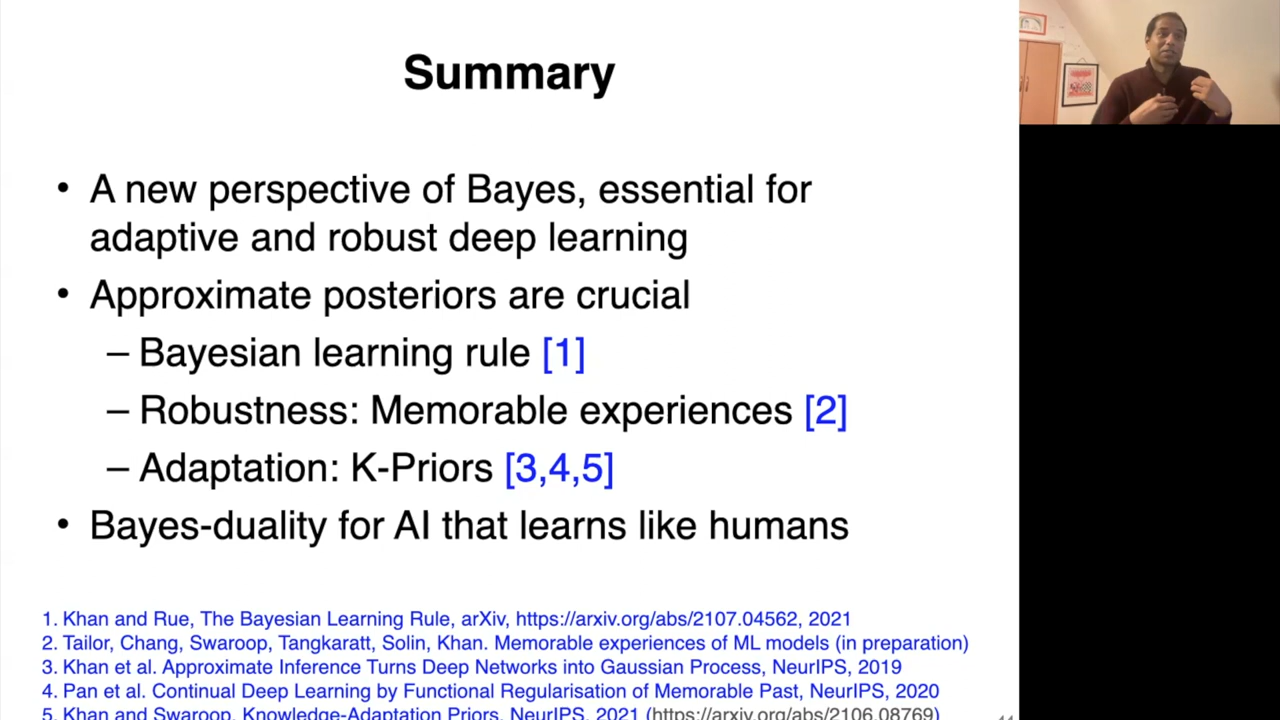 Summary
• A new perspective of Bayes, essential for
adaptive and robust deep learning
• Approximate posteriors are crucial
– Bayesian learning rule [1]
– Robustness: Memorable experiences [2]
– Adaptation: K-Priors [3,4,5]
• Bayes-duality for AI that learns like humans
1. Khan and Rue, The Bayesian Learning Rule, arXiv, https://arxiv.org/abs/2107.04562, 2021
2. Tailor, Chang, Swaroop, Tangkaratt, Solin, Khan. Memorable experiences of ML models (in preparation)
3. Khan et al. Approximate Inference Turns Deep Networks into Gaussian Process, NeurIPS, 2019
4. Pan et al. Continual Deep Learning by Functional Regularisation of Memorable Past, NeurIPS, 2020
5. Khan and Swaroop. Knowledge-Adaptation Priors, NeurIPS, 2021 (https://arxiv.org/abs/2106.08769)